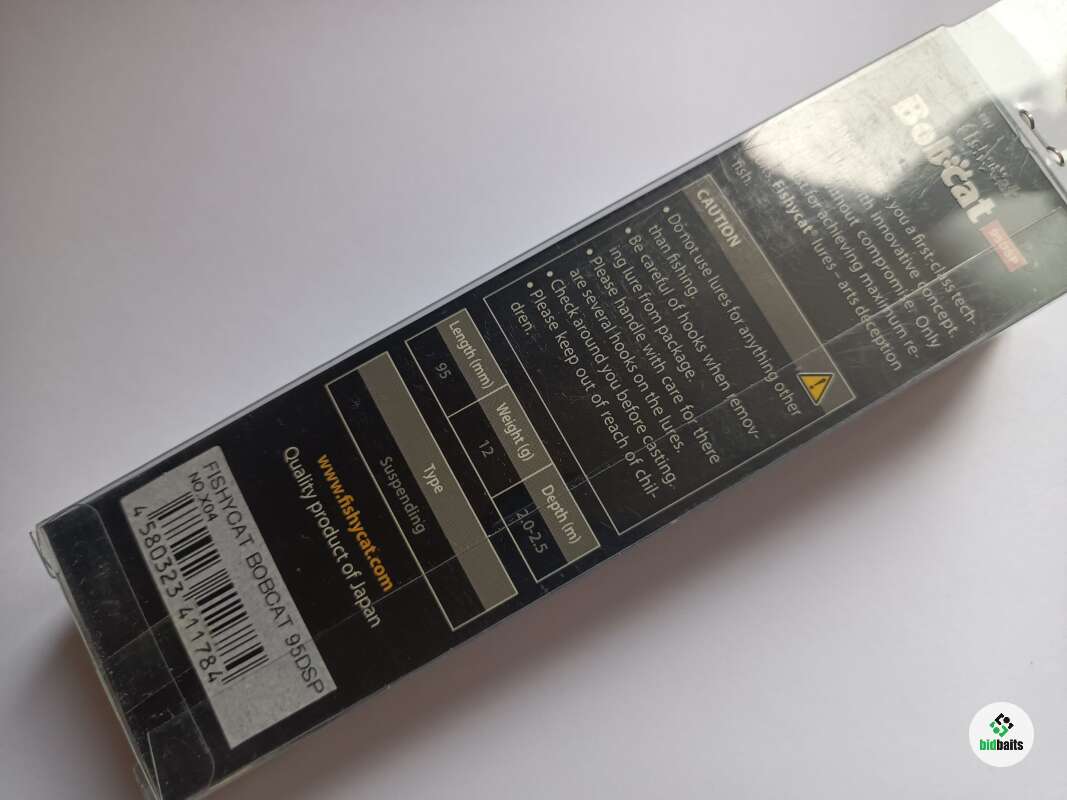 Bobcat
s you a first-class tech-
innovative concept,
without compromise. Only
for achieving maximum re-
Fishycat® lures – arts deception
fish.
CAUTION
• Do not use lures for anything other
than fishing.
• Be careful of hooks when remov-
ing lure from package.
• Please handle with care for there
are several hooks on the lures.
• Check around you before casting.
• Please keep out of reach of chil-
dren.
Length (mm) Weight (g) Depth (m)
95 12 2.0-2.5
Type
Suspending
www.fishycat.com
Quality product of Japan
FISHYCAT BOBCAT 95DSP
NO.X04
4 580323 411784
bidbaits